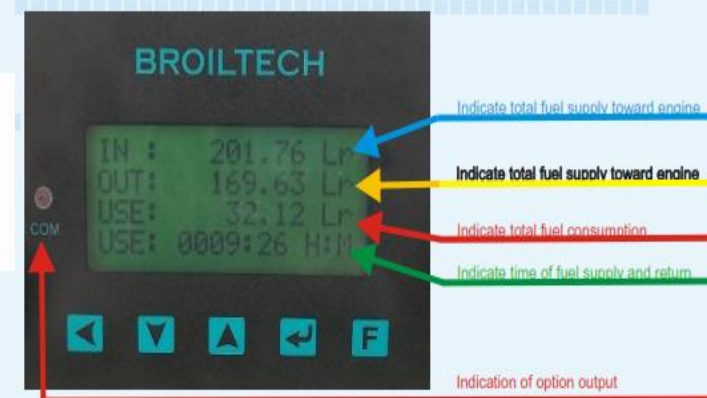 BROILTECH
IN : 201.76 Lr
OUT: 169.63 Lr
USE: 32.12 Lr
USE: 0009:26 H:M
COM
F
Indicate total fuel supply toward engine
Indicate total fuel supply toward engine
Indicate total fuel consumption
Indicate time of fuel supply and return
Indication of option output